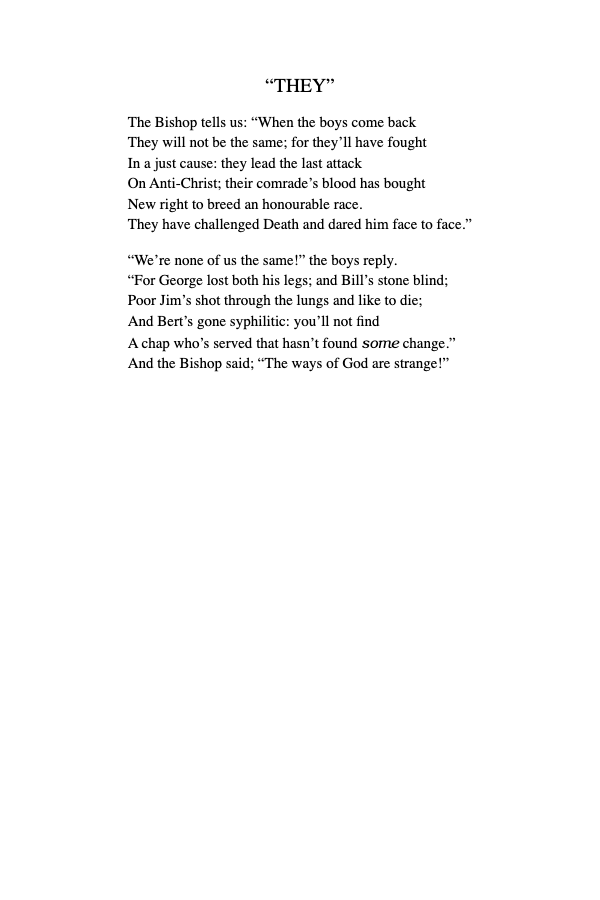 “THEY”
The Bishop tells us: “When the boys come back
They will not be the same; for they’ll have fought
In a just cause: they lead the last attack
On Anti-Christ; their comrade’s blood has bought
New right to breed an honourable race.
They have challenged Death and dared him face to face.”
“We’re none of us the same!” the boys reply.
“For George lost both his legs; and Bill’s stone blind;
Poor Jim’s shot through the lungs and like to die;
And Bert’s gone syphilitic: you’ll not find
A chap who’s served that hasn’t found some change.”
And the Bishop said; “The ways of God are strange!”